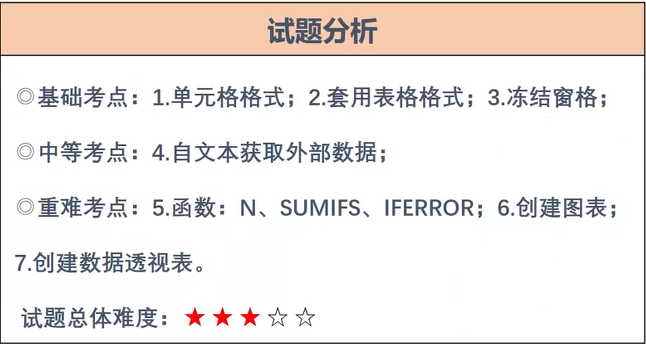 试题分析
◎基础考点：1.单元格格式；2.套用表格格式；3.冻结窗格；
◎中等考点：4.自文本获取外部数据；
◎重难考点：5.函数：N、SUMIFS、IFERROR；6.创建图表；
7.创建数据透视表。
试题总体难度：★★★☆☆